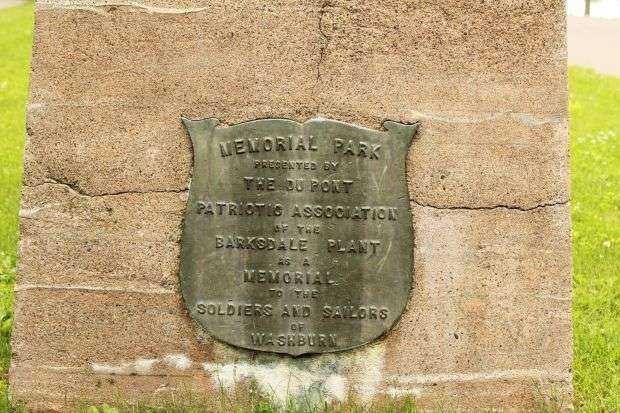 MEMORIAL PARK
PRESENTED BY
THE DU PONT
PATRIOTIC ASSOCIATION
OF THE
BARKSDALE PLANT
AS A
MEMORIAL
TO THE
SOLDIERS AND SAILORS
OF
WASHBURN